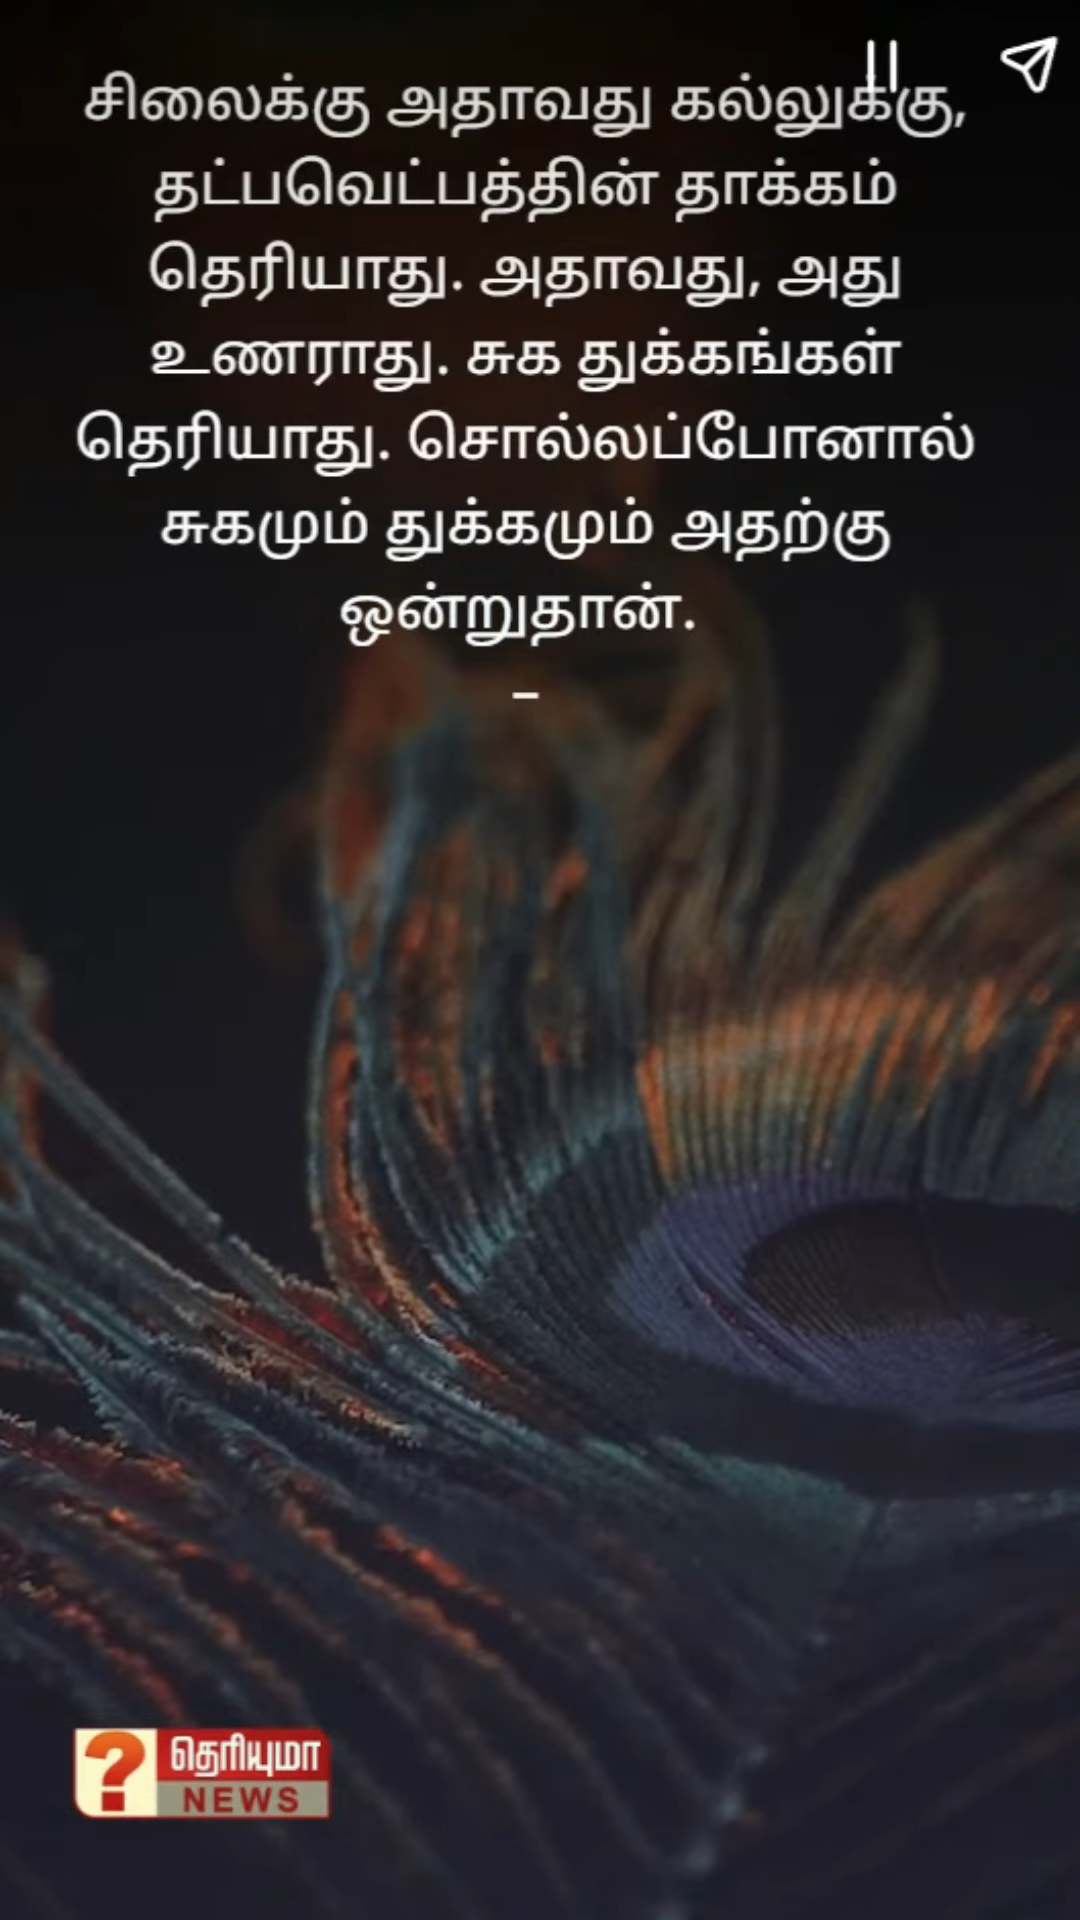 சிலைக்கு அதாவது கல்லுக்கு,
தட்பவெட்பத்தின் தாக்கம்
தெரியாது. அதாவது, அது
உணராது. சுக துக்கங்கள்
தெரியாது. சொல்லப்போனால்
சுகமும் துக்கமும் அதற்கு
ஒன்றுதான்.
–
? தெரியுமா
NEWS